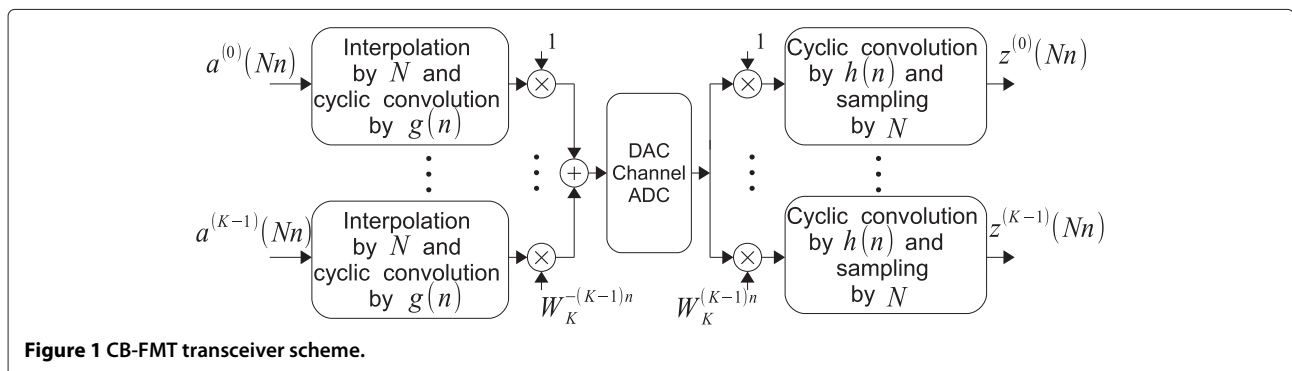 a^{(0)}(Nn)
Interpolation
by N and
cyclic convolution
by g(n)
1
×
+
DAC
Channel
ADC
1
×
Cyclic convolution
by h(n) and
sampling
by N
z^{(0)}(Nn)
a^{(K-1)}(Nn)
Interpolation
by N and
cyclic convolution
by g(n)
×
W_K^{-(K-1)n}
×
W_K^{(K-1)n}
Cyclic convolution
by h(n) and
sampling
by N
z^{(K-1)}(Nn)
Figure 1 CB-FMT transceiver scheme.